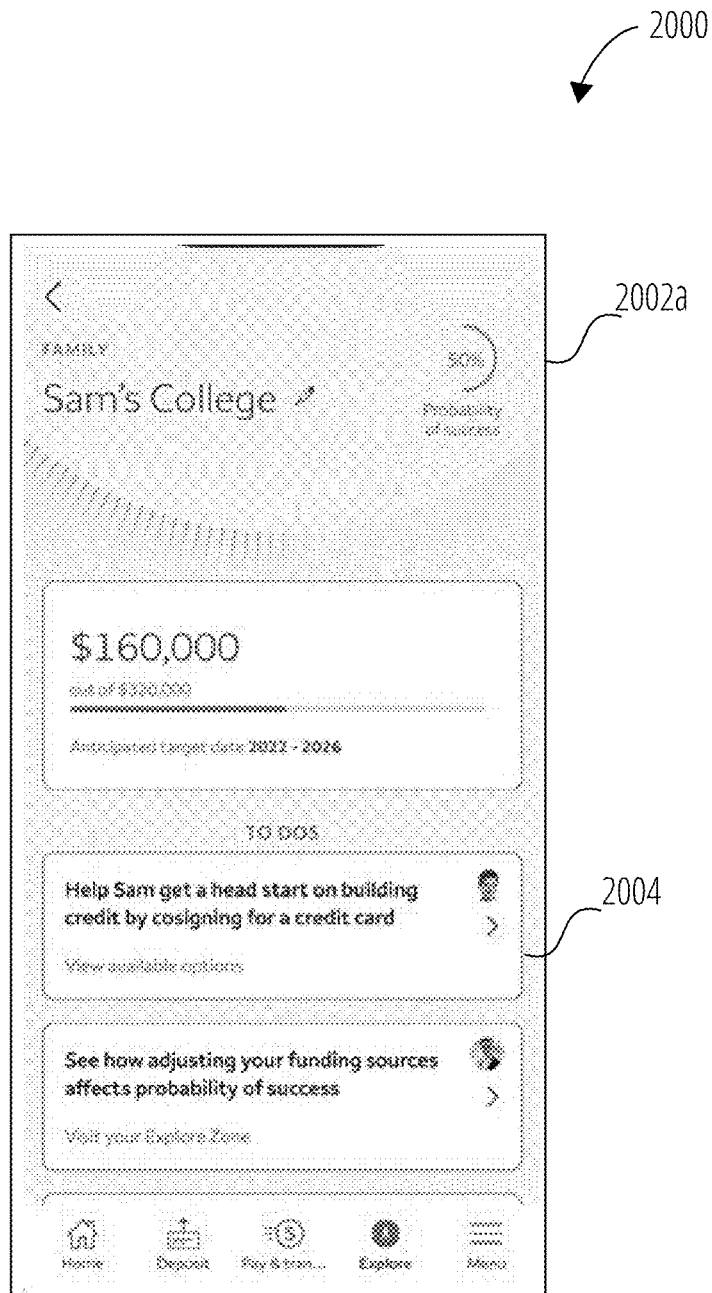 2000
2002a
FAMILY
50%
Sam's College
Probability
of success
$160,000
out of $320,000
Anticipated target date 2022 - 2026
TO DOS
Help Sam get a head start on building
credit by cosigning for a credit card
2004
View available options
See how adjusting your funding sources
affects probability of success
Visit your Explore Zone
Home Deposit Pay & tran... Explore Menu